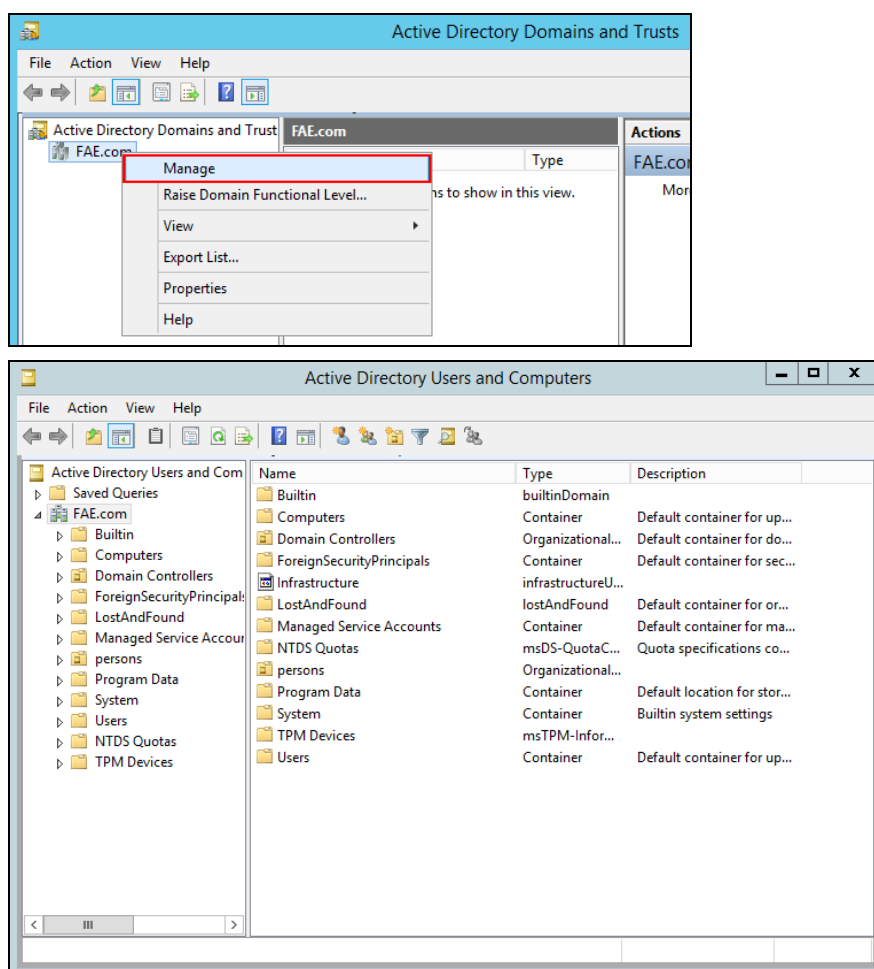 Active Directory Domains and Trusts
File Action View Help
Active Directory Domains and Trust
FAE.com
FAE.com
Type
ns to show in this view.
Actions
FAE.co
Mor
Manage
Raise Domain Functional Level...
View
Export List...
Properties
Help
Active Directory Users and Computers
File Action View Help
Active Directory Users and Com
Saved Queries
FAE.com
Builtin
Computers
Domain Controllers
ForeignSecurityPrincipals
LostAndFound
Managed Service Accour
persons
Program Data
System
Users
NTDS Quotas
TPM Devices
Name Type Description
Builtin builtinDomain
Computers Container Default container for up...
Domain Controllers Organizational... Default container for do...
ForeignSecurityPrincipals Container Default container for sec...
Infrastructure infrastructureU...
LostAndFound lostAndFound Default container for or...
Managed Service Accounts Container Default container for ma...
NTDS Quotas msDS-QuotaC... Quota specifications co...
persons Organizational...
Program Data Container Default location for stor...
System Container Builtin system settings
TPM Devices msTPM-Infor...
Users Container Default container for up...